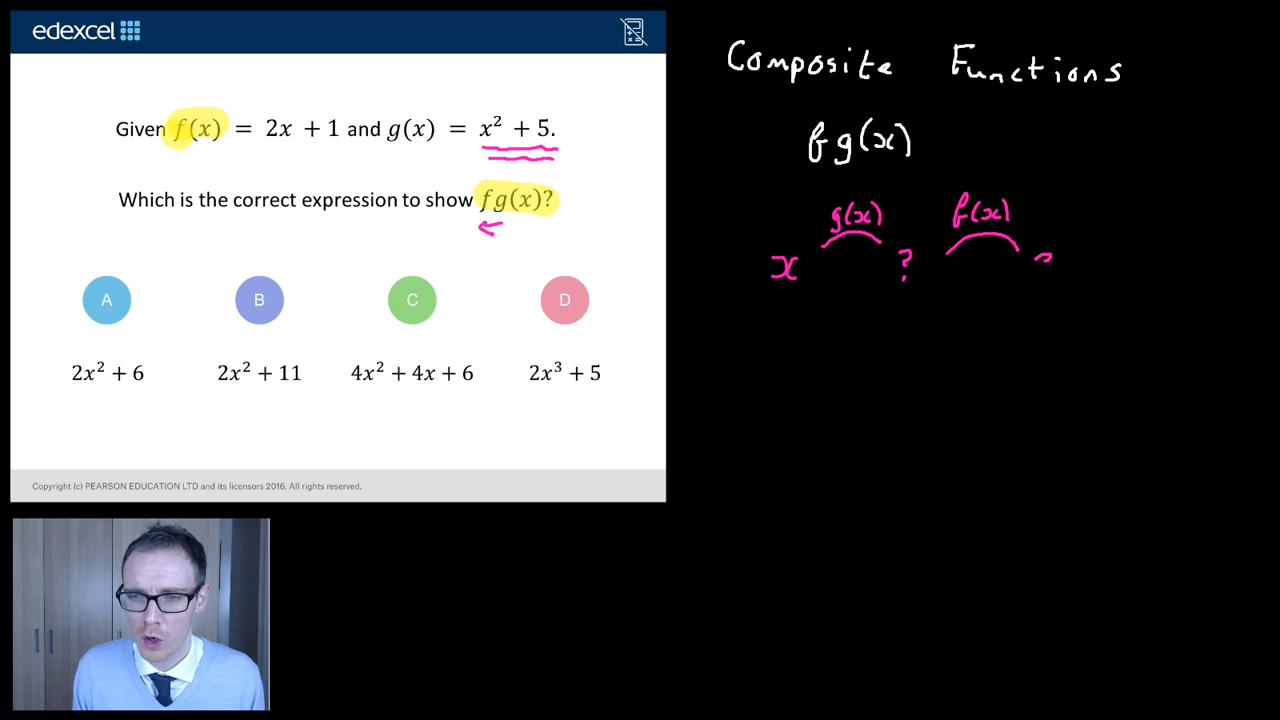 edexcel
Given f(x) = 2x + 1 and g(x) = x² + 5.
Which is the correct expression to show fg(x)?
A B C D
2x² + 6 2x² + 11 4x² + 4x + 6 2x³ + 5
Copyright (c) PEARSON EDUCATION LTD and its licensors 2016. All rights reserved.
Composite Functions
fg(x)
g(x) f(x)
x ?